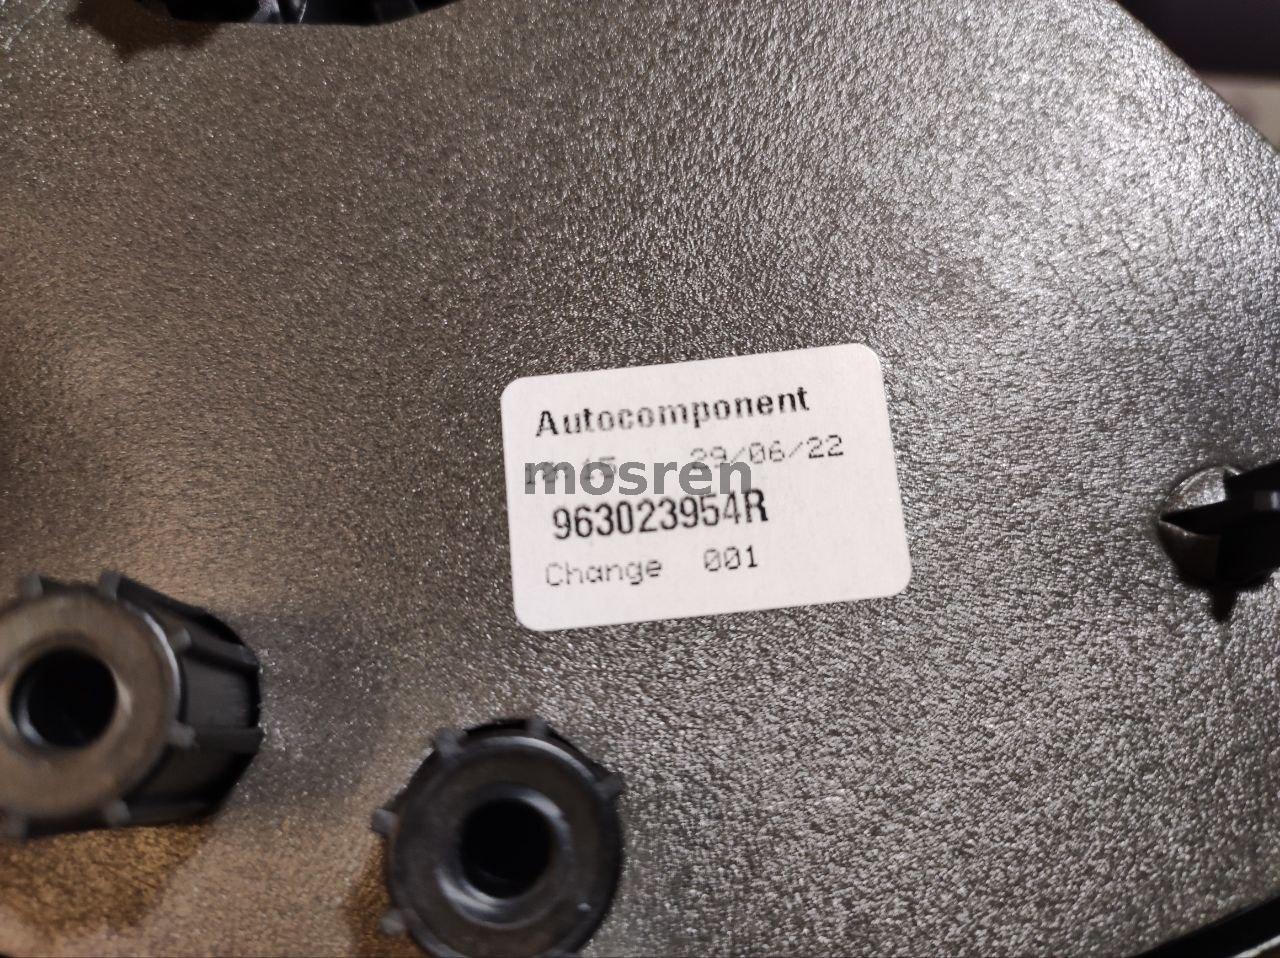 Autocomponent
29/06/22
mosren
963023954R
Change 001